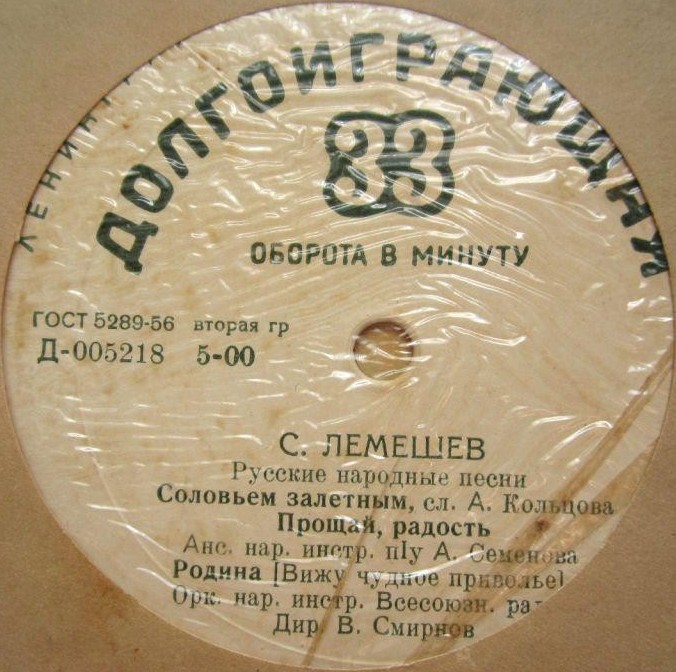 ДОЛГОИГРАЮЩАЯ
33
ОБОРОТА В МИНУТУ
ГОСТ 5289-56 вторая гр
Д-005218 5-00
С. ЛЕМЕШЕВ
Русские народные песни
Соловьем залетным, сл. А. Кольцова
Прощай, радость
Анс. нар. инстр. п/у А. Семенова
Родина [Вижу чудное приволье]
Орк. нар. инстр. Всесоюзн.
Дир. В. Смирнов